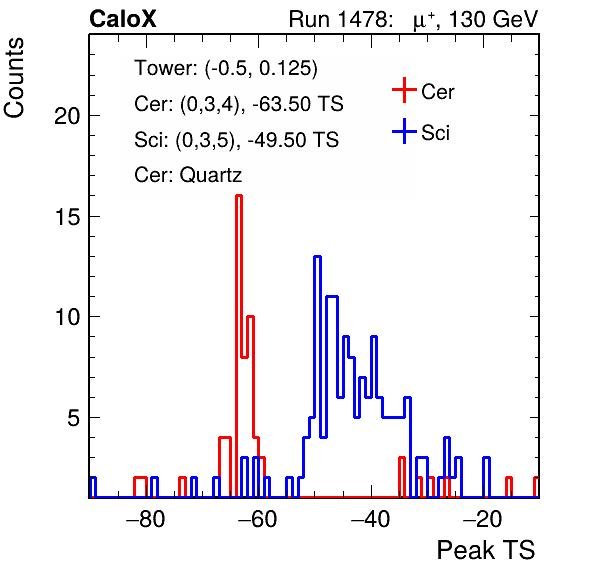 CaloX Run 1478: μ⁺, 130 GeV
Counts
Tower: (-0.5, 0.125)
Cer: (0,3,4), -63.50 TS
Sci: (0,3,5), -49.50 TS
Cer: Quartz
Cer
Sci
20
15
10
5
−80 −60 −40 −20
Peak TS